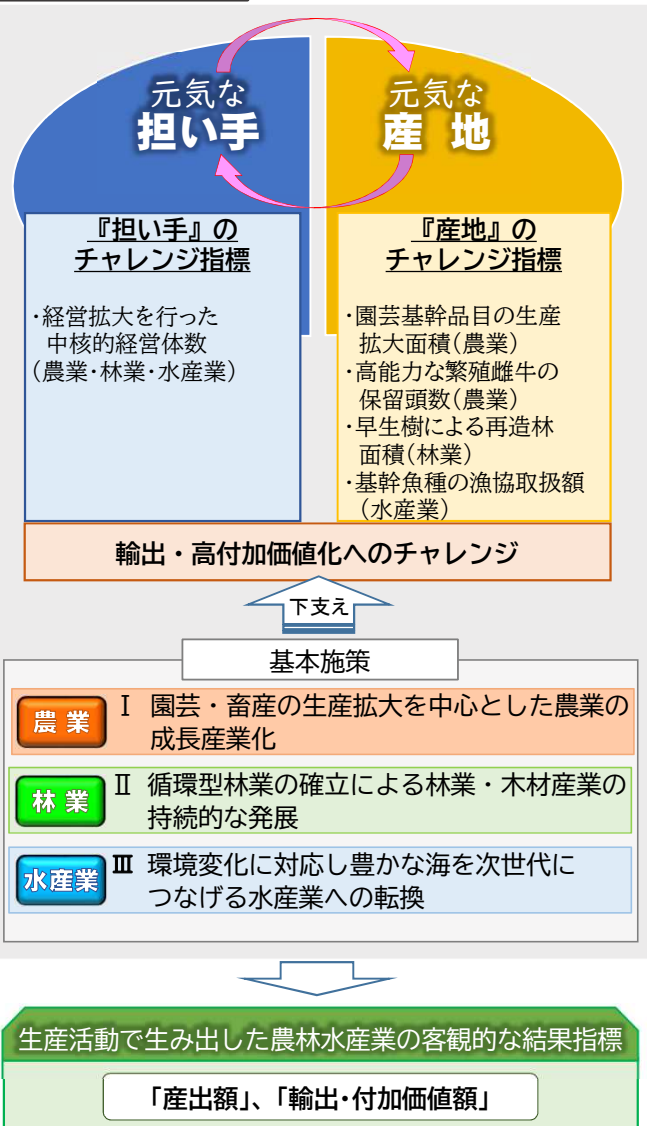 元気な
担い手
元気な
産 地
『担い手』の
チャレンジ指標
・経営拡大を行った
中核的経営体数
(農業・林業・水産業)
『産地』の
チャレンジ指標
・園芸基幹品目の生産
拡大面積(農業)
・高能力な繁殖雌牛の
保留頭数(農業)
・早生樹による再造林
面積(林業)
・基幹魚種の漁協取扱額
(水産業)
輸出・高付加価値化へのチャレンジ
下支え
基本施策
農 業
Ⅰ 園芸・畜産の生産拡大を中心とした農業の
成長産業化
林 業
Ⅱ 循環型林業の確立による林業・木材産業の
持続的な発展
水産業
Ⅲ 環境変化に対応し豊かな海を次世代に
つなげる水産業への転換
生産活動で生み出した農林水産業の客観的な結果指標
「産出額」、「輸出・付加価値額」